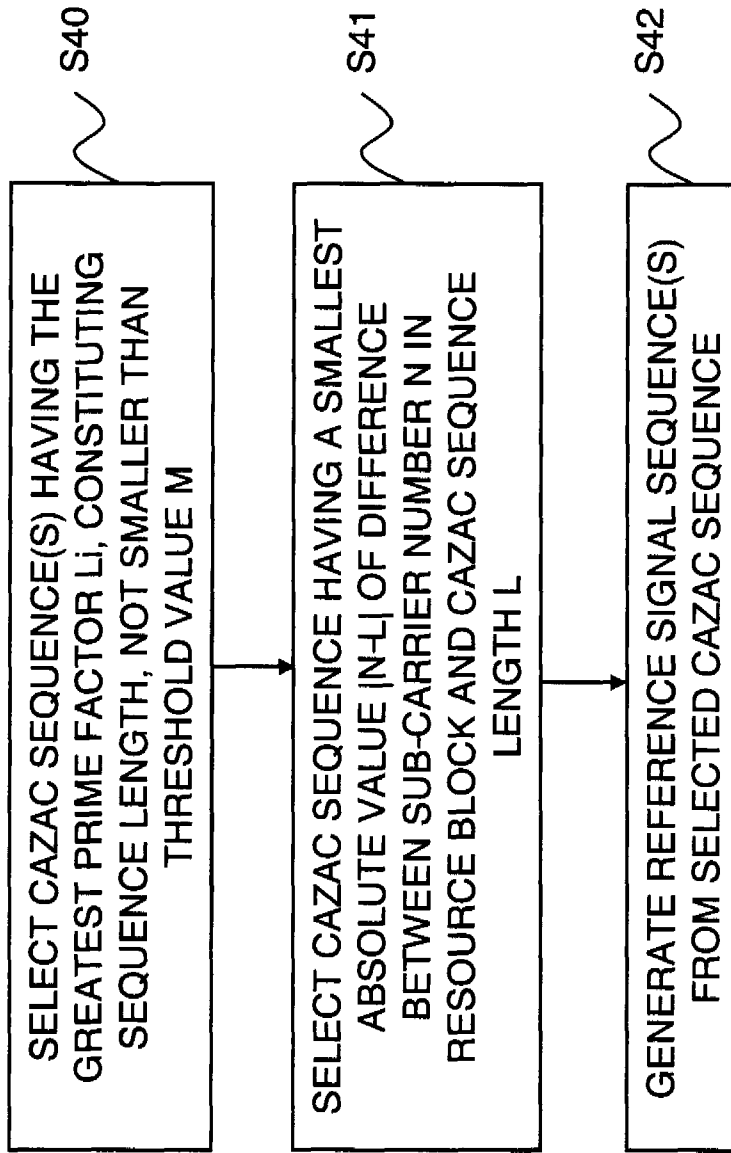 SELECT CAZAC SEQUENCE(S) HAVING THE
GREATEST PRIME FACTOR Li, CONSTITUTING
SEQUENCE LENGTH, NOT SMALLER THAN
THRESHOLD VALUE M
S40
SELECT CAZAC SEQUENCE HAVING A SMALLEST
ABSOLUTE VALUE |N-L| OF DIFFERENCE
BETWEEN SUB-CARRIER NUMBER N IN
RESOURCE BLOCK AND CAZAC SEQUENCE
LENGTH L
S41
GENERATE REFERENCE SIGNAL SEQUENCE(S)
FROM SELECTED CAZAC SEQUENCE
S42